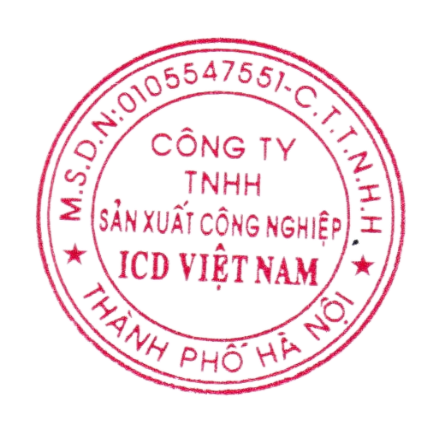 M.S.D.N:0105547551-C.T.T.N.H.H
CÔNG TY
TNHH
SẢN XUẤT CÔNG NGHIỆP
ICD VIỆT NAM
★ THÀNH PHỐ HÀ NỘI ★